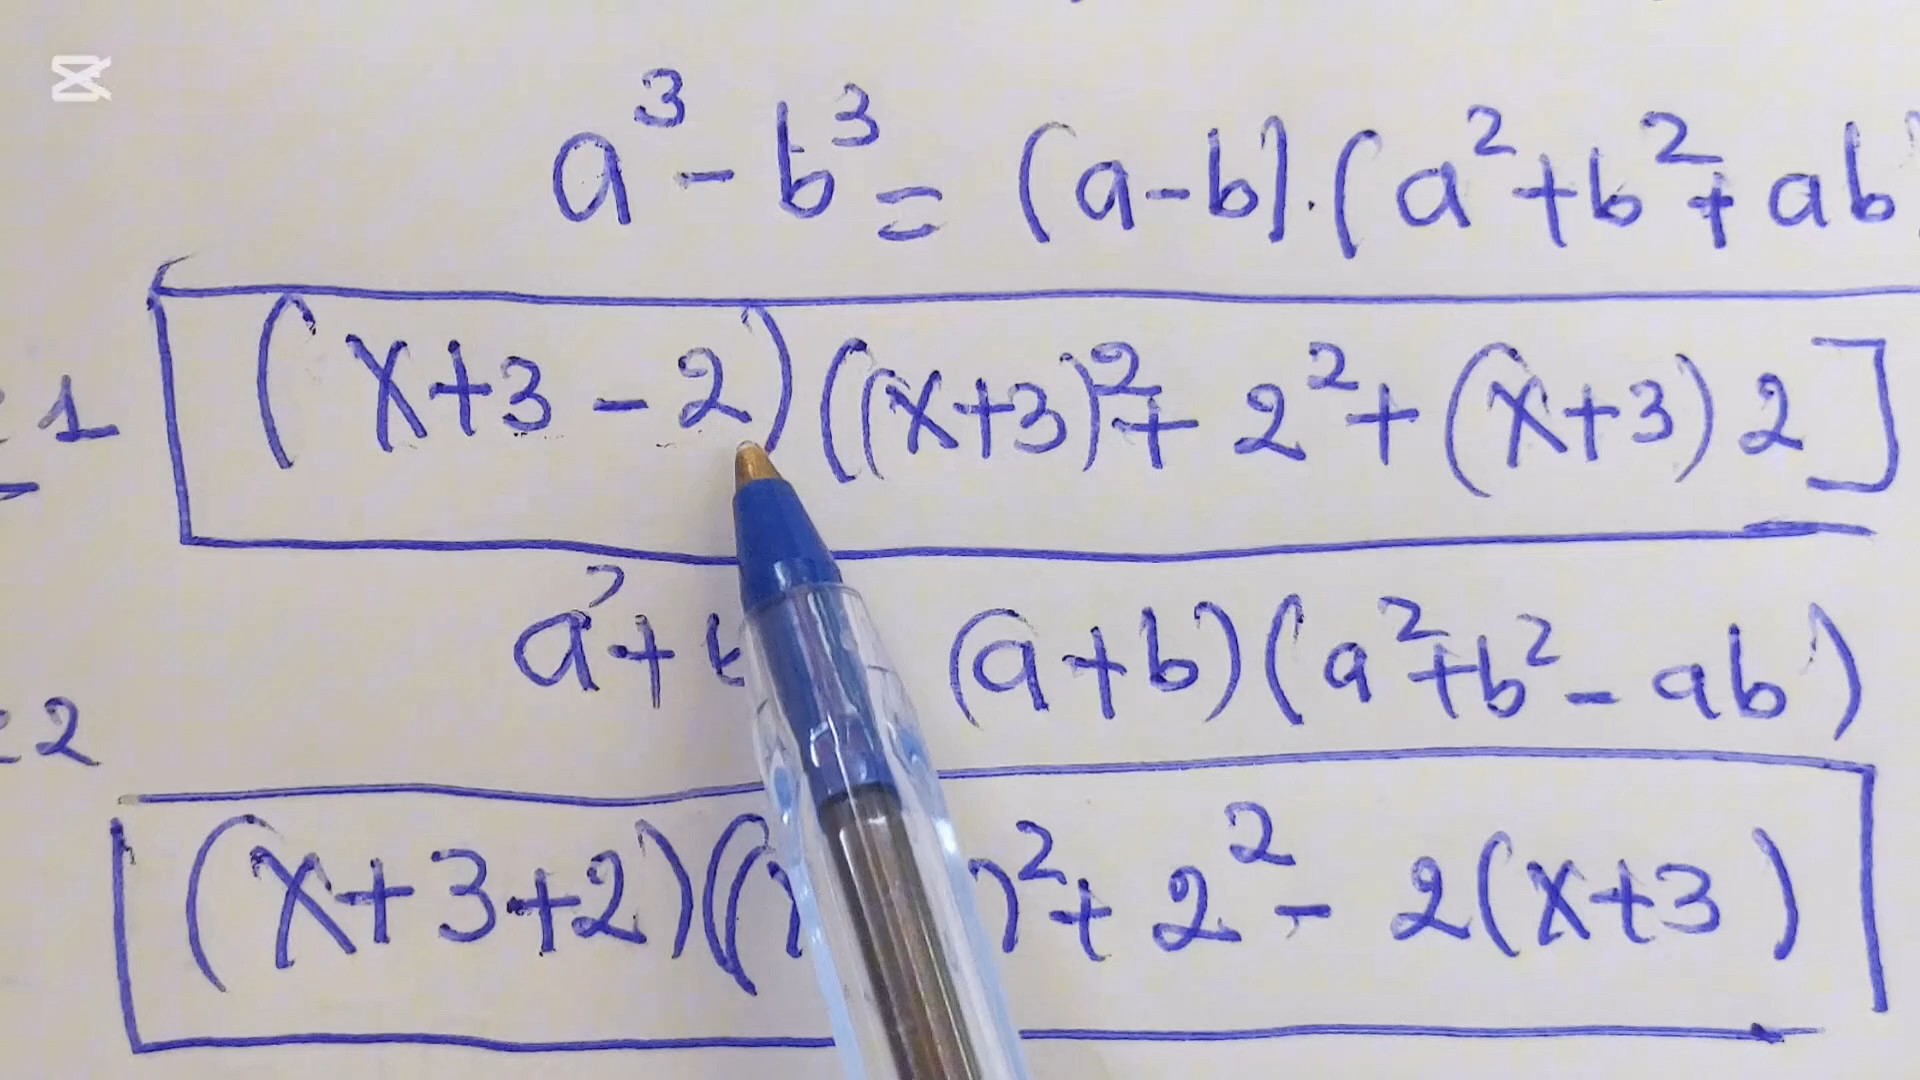 a³ - b³ = (a-b).(a²+b²+ab
1 (x+3-2)((x+3)²+ 2²+(x+3)2]
a + (a+b)(a²+b²-ab)
2
(x+3+2)( )²+ 2² - 2(x+3)